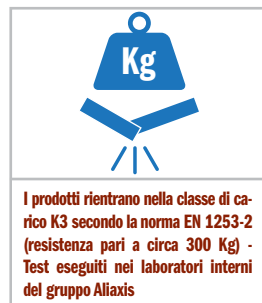 Kg
I prodotti rientrano nella classe di ca-
rico K3 secondo la norma EN 1253-2
(resistenza pari a circa 300 Kg) -
Test eseguiti nei laboratori interni
del gruppo Aliaxis